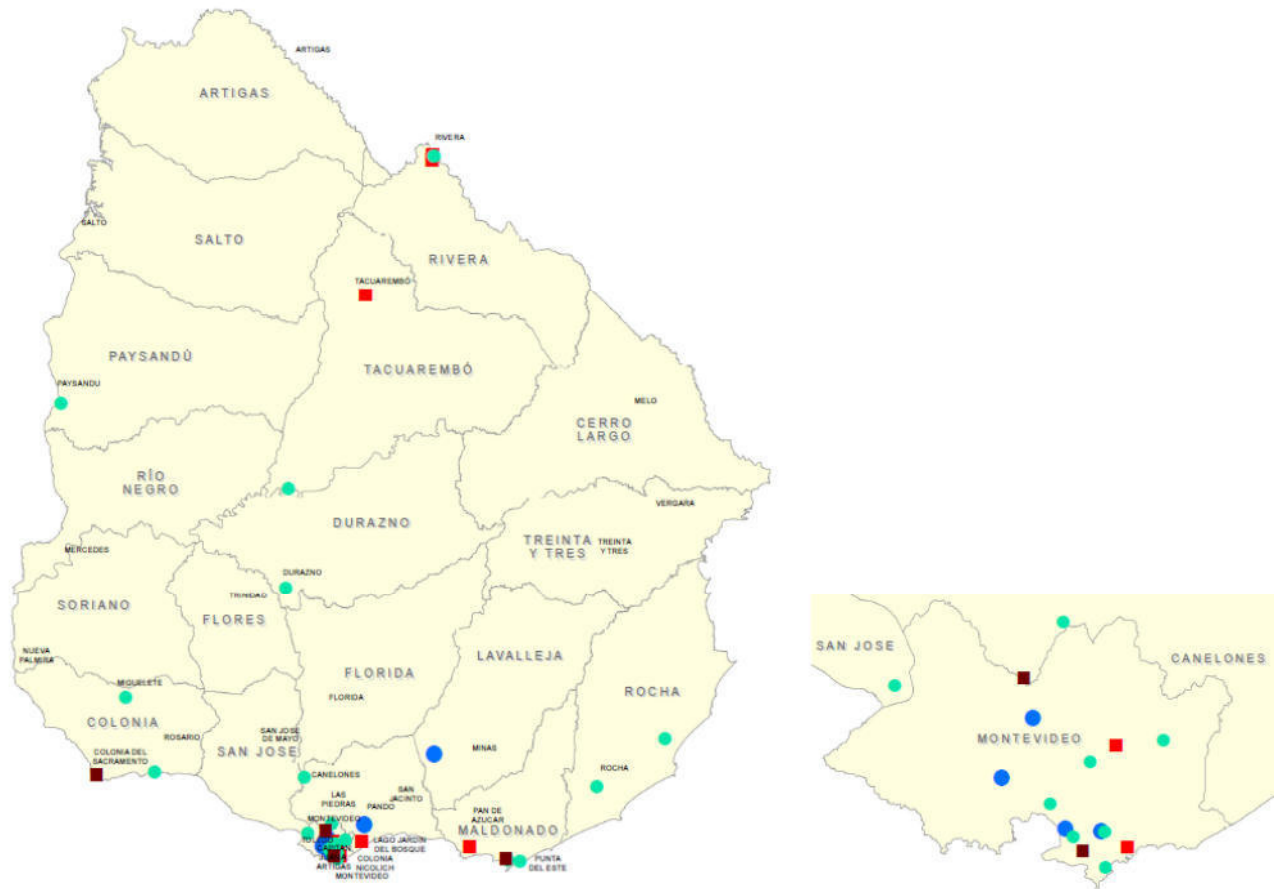 ARTIGAS
ARTIGAS
RIVERA
SALTO
SALTO
RIVERA
TACUAREMBÓ
PAYSANDÚ
TACUAREMBÓ
PAYSANDU
MELO
CERRO
LARGO
RÍO
NEGRO
VERGARA
DURAZNO
TREINTA
Y TRES
TREINTA
Y TRES
MERCEDES
DURAZNO
TRINIDAD
SORIANO
FLORES
NUEVA
PALMIRA
LAVALLEJA
FLORIDA
MIGUELETE
FLORIDA
ROCHA
COLONIA
ROSARIO
SAN JOSE
DE MAYO
SAN JOSE
MINAS
COLONIA DEL
SACRAMENTO
CANELONES
ROCHA
LAS
PIEDRAS
SAN
JACINTO
PANDO
PAN DE
AZUCAR
MONTEVIDEO
MALDONADO
LAGO JARDIN
DEL BOSQUE
COLONIA
NICOLICH
ARTIGAS
MONTEVIDEO
PUNTA
DEL ESTE
SAN JOSE
CANELONES
MONTEVIDEO